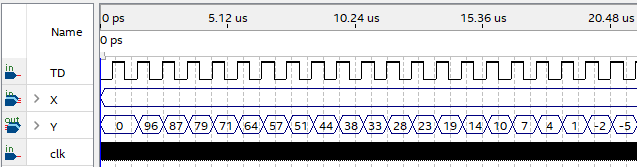 Name 0 ps 5.12 us 10.24 us 15.36 us 20.48 us
0 ps
in TD
in > X
out > Y 0 96 87 79 71 64 57 51 44 38 33 28 23 19 14 10 7 4 1 -2 -5
in clk